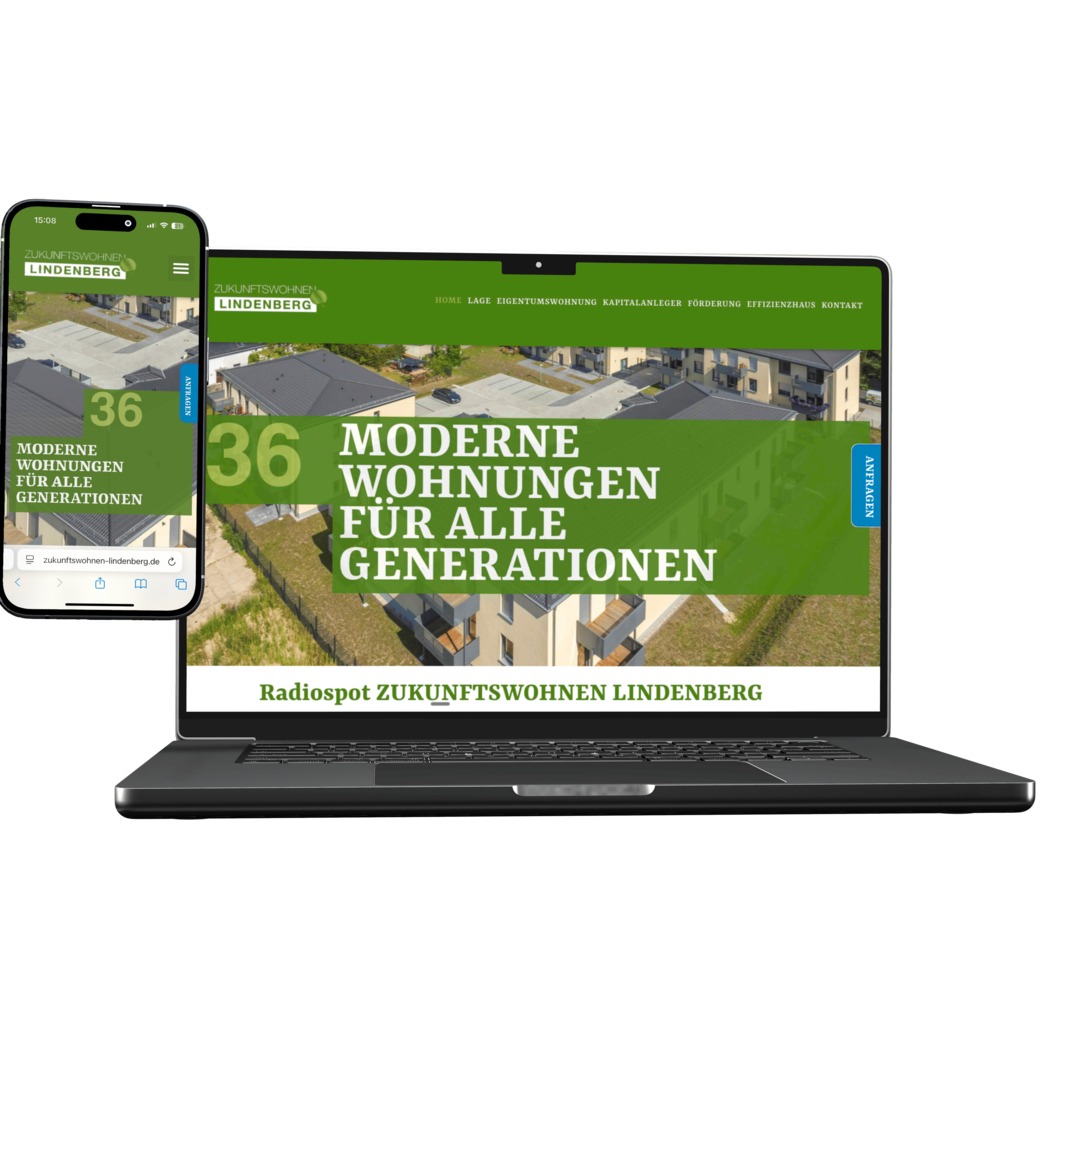 15:08
ZUKUNFTSWOHNEN
LINDENBERG
36
MODERNE
WOHNUNGEN
FÜR ALLE
GENERATIONEN
ANFRAGEN
zukunftswohnen-lindenberg.de
ZUKUNFTSWOHNEN
LINDENBERG
HOME LAGE EIGENTUMSWOHNUNG KAPITALANLEGER FÖRDERUNG EFFIZIENZHAUS KONTAKT
36
MODERNE
WOHNUNGEN
FÜR ALLE
GENERATIONEN
ANFRAGEN
Radiospot ZUKUNFTSWOHNEN LINDENBERG